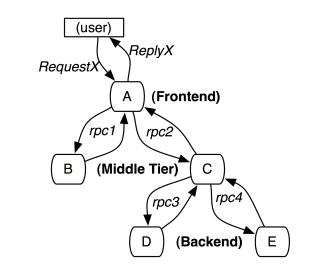 (user)
RequestX
ReplyX
A
(Frontend)
rpc1
rpc2
B
(Middle Tier)
C
rpc3
rpc4
D
(Backend)
E